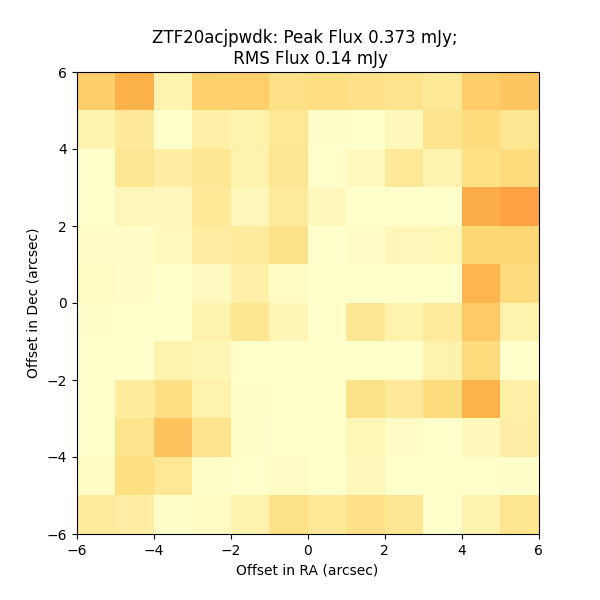 ZTF20acjpwdk: Peak Flux 0.373 mJy;
RMS Flux 0.14 mJy
6
4
2
0
−2
−4
−6
Offset in Dec (arcsec)
−6 −4 −2 0 2 4 6
Offset in RA (arcsec)